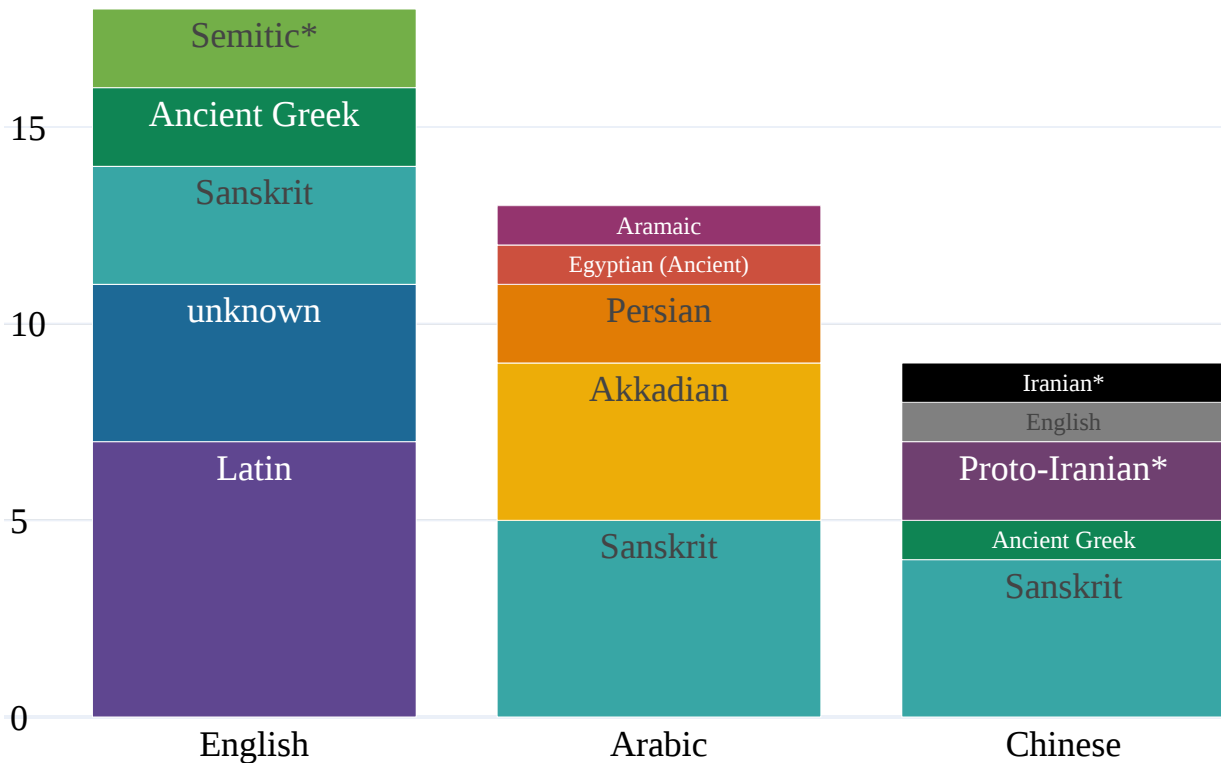 Semitic*
Ancient Greek
15
Sanskrit
Aramaic
Egyptian (Ancient)
unknown
Persian
10
Akkadian
Iranian*
English
Latin
Proto-Iranian*
5
Sanskrit
Ancient Greek
Sanskrit
0
English
Arabic
Chinese